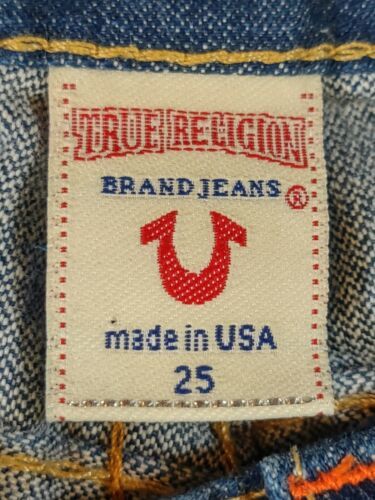 TRUE RELIGION
BRAND JEANS ®
made in USA
25